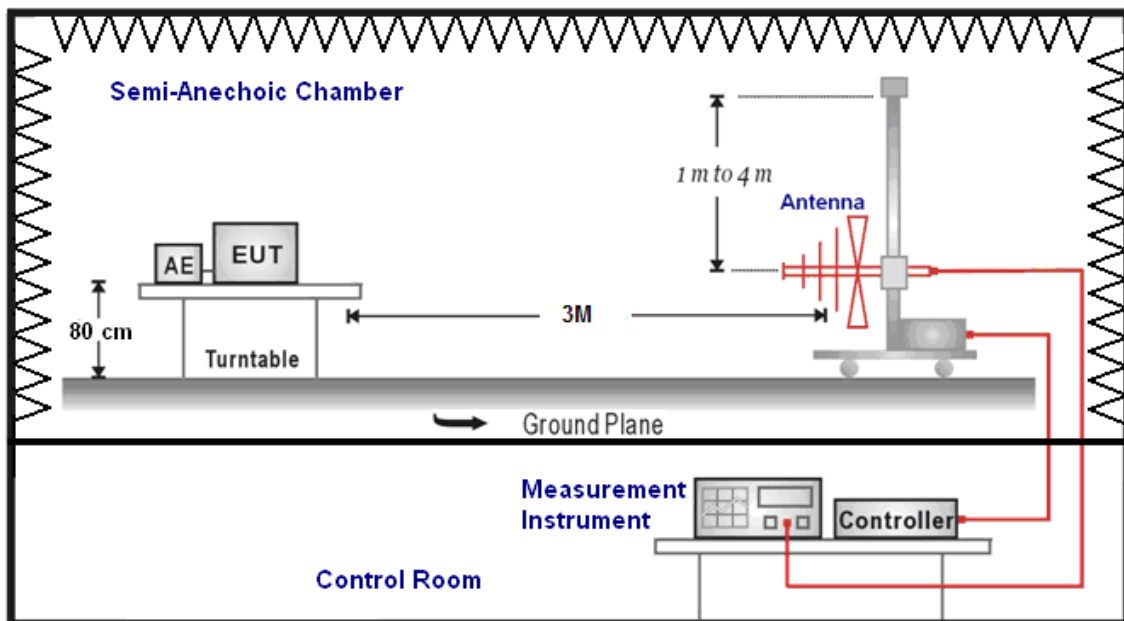 Semi-Anechoic Chamber
1 m to 4 m
Antenna
AE
EUT
80 cm
3M
Turntable
Ground Plane
Measurement
Instrument
Controller
Control Room